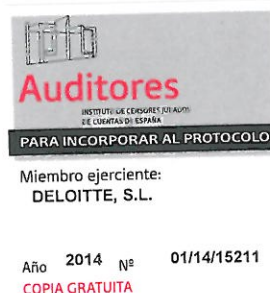 Auditores
INSTITUTO DE CENSORES JURADOS
DE CUENTAS DE ESPAÑA
PARA INCORPORAR AL PROTOCOLO
Miembro ejerciente:
DELOITTE, S.L.
Año 2014 Nº 01/14/15211
COPIA GRATUITA